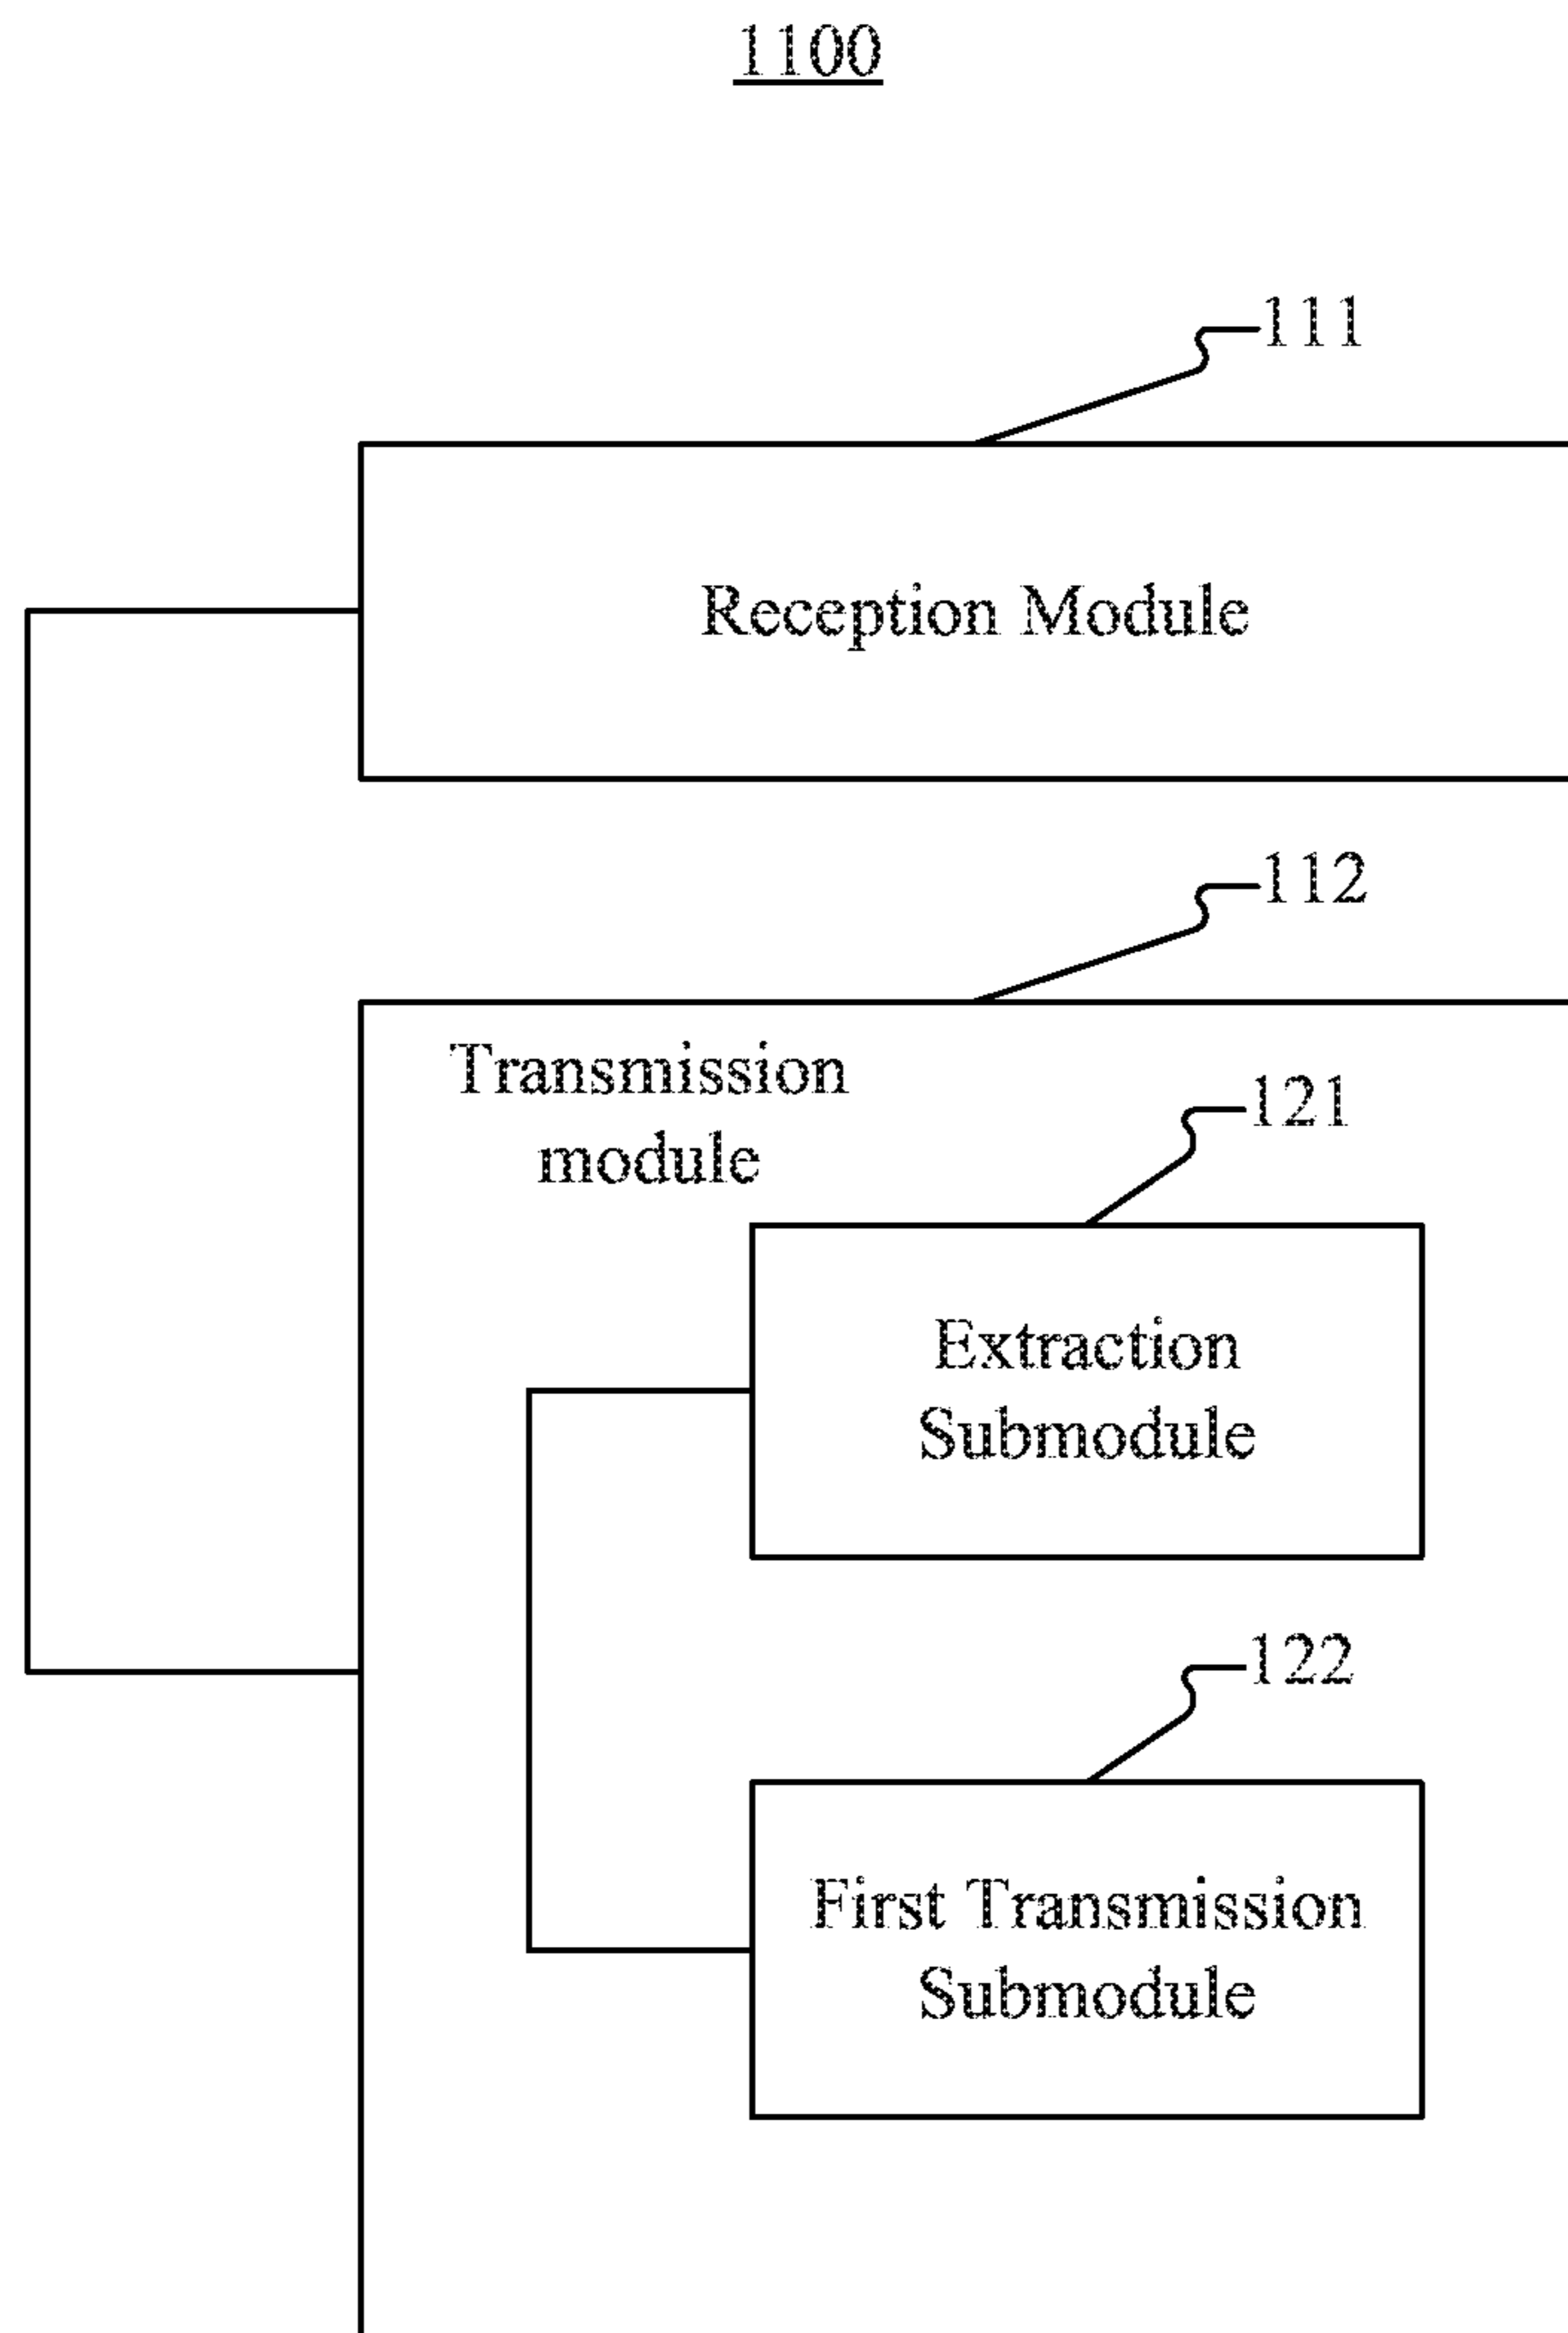 1100
111
Reception Module
112
Transmission
module
121
Extraction
Submodule
122
First Transmission
Submodule